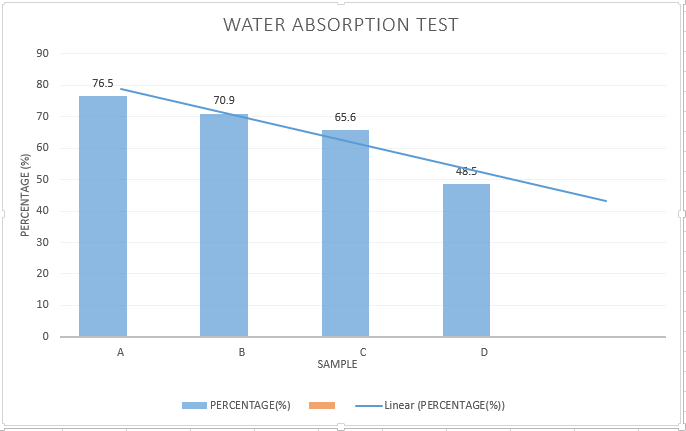 WATER ABSORPTION TEST
PERCENTAGE (%)
90
80
70
60
50
40
30
20
10
0
76.5
70.9
65.6
48.5
A B C D
SAMPLE
PERCENTAGE(%) Linear (PERCENTAGE(%))